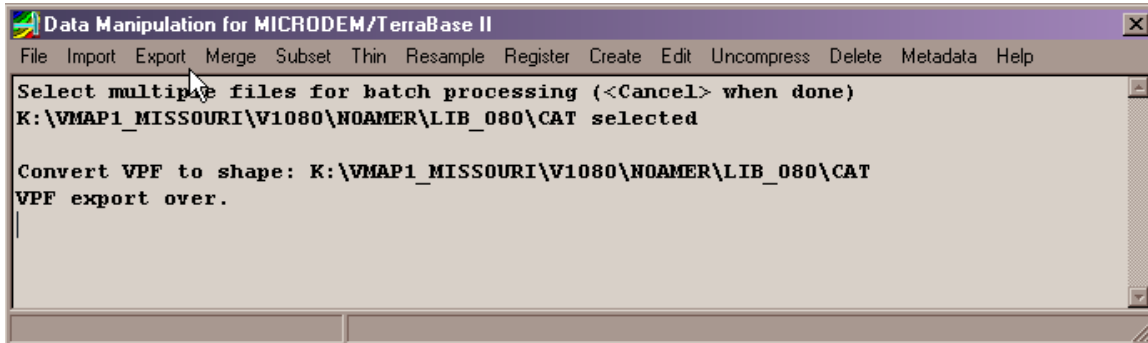 Data Manipulation for MICRODEM/TerraBase II
File Import Export Merge Subset Thin Resample Register Create Edit Uncompress Delete Metadata Help
Select multiple files for batch processing (<Cancel> when done)
K:\VMAP1_MISSOURI\V1080\NOAMER\LIB_080\CAT selected
Convert VPF to shape: K:\VMAP1_MISSOURI\V1080\NOAMER\LIB_080\CAT
VPF export over.